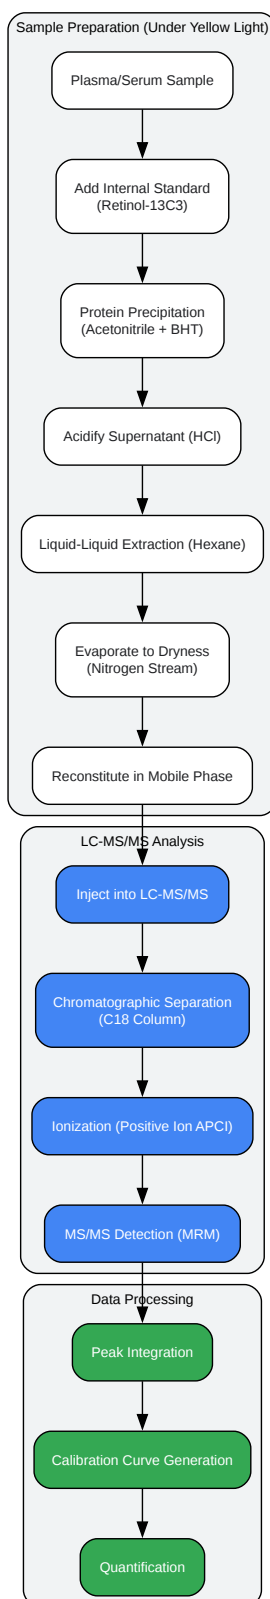 Sample Preparation (Under Yellow Light)
Plasma/Serum Sample
Add Internal Standard
(Retinol-13C3)
Protein Precipitation
(Acetonitrile + BHT)
Acidify Supernatant (HCl)
Liquid-Liquid Extraction (Hexane)
Evaporate to Dryness
(Nitrogen Stream)
Reconstitute in Mobile Phase
LC-MS/MS Analysis
Inject into LC-MS/MS
Chromatographic Separation
(C18 Column)
Ionization (Positive Ion APCI)
MS/MS Detection (MRM)
Data Processing
Peak Integration
Calibration Curve Generation
Quantification